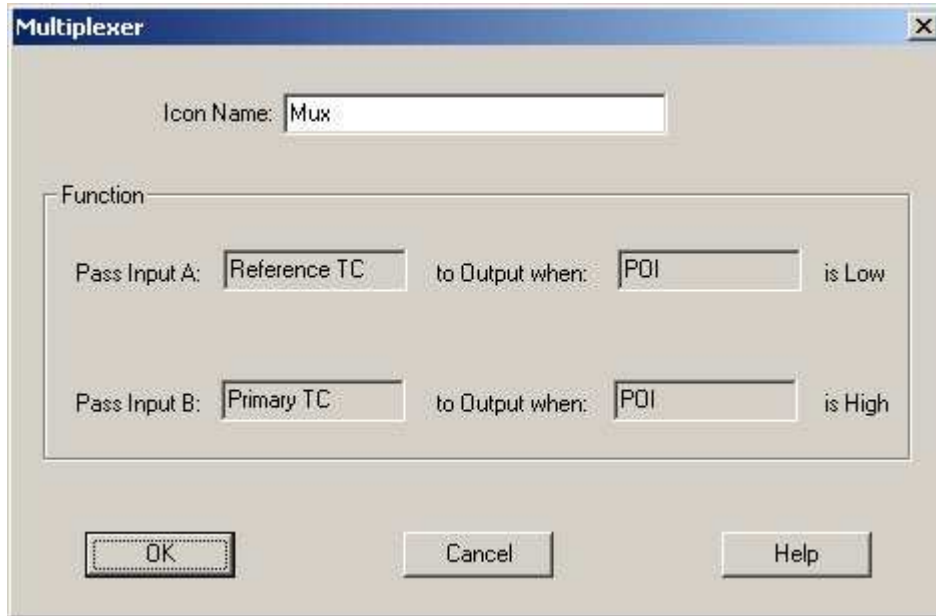 Multiplexer
Icon Name: Mux
Function
Pass Input A: Reference TC to Output when: POI is Low
Pass Input B: Primary TC to Output when: POI is High
OK Cancel Help